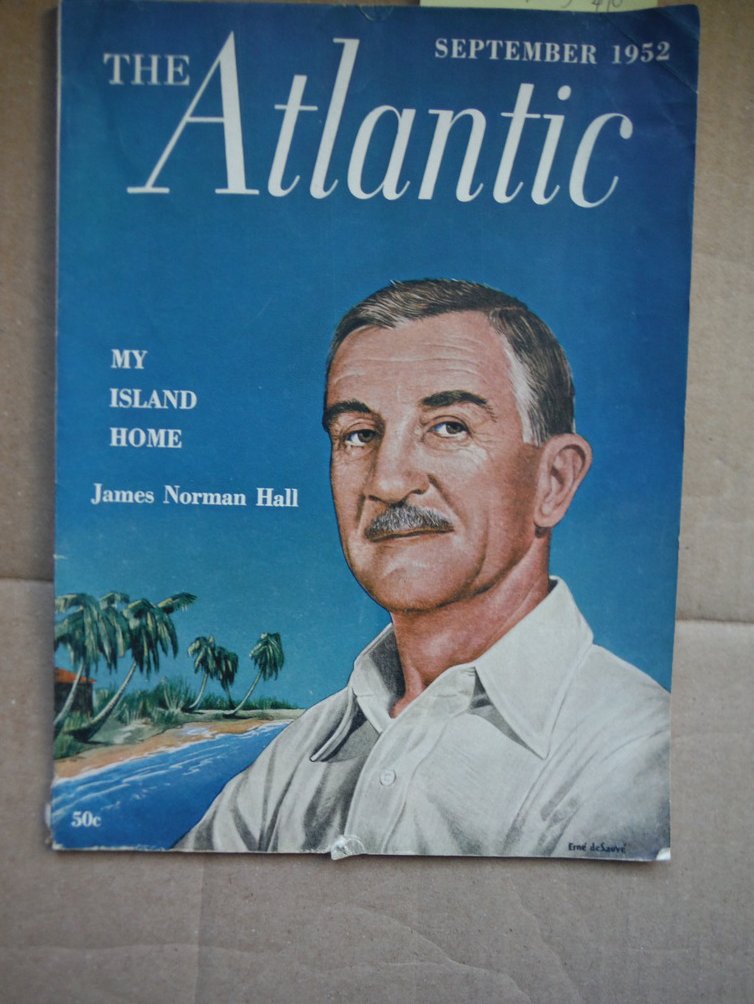 SEPTEMBER 1952
THE Atlantic
MY
ISLAND
HOME
James Norman Hall
50c
Erné deSauvé